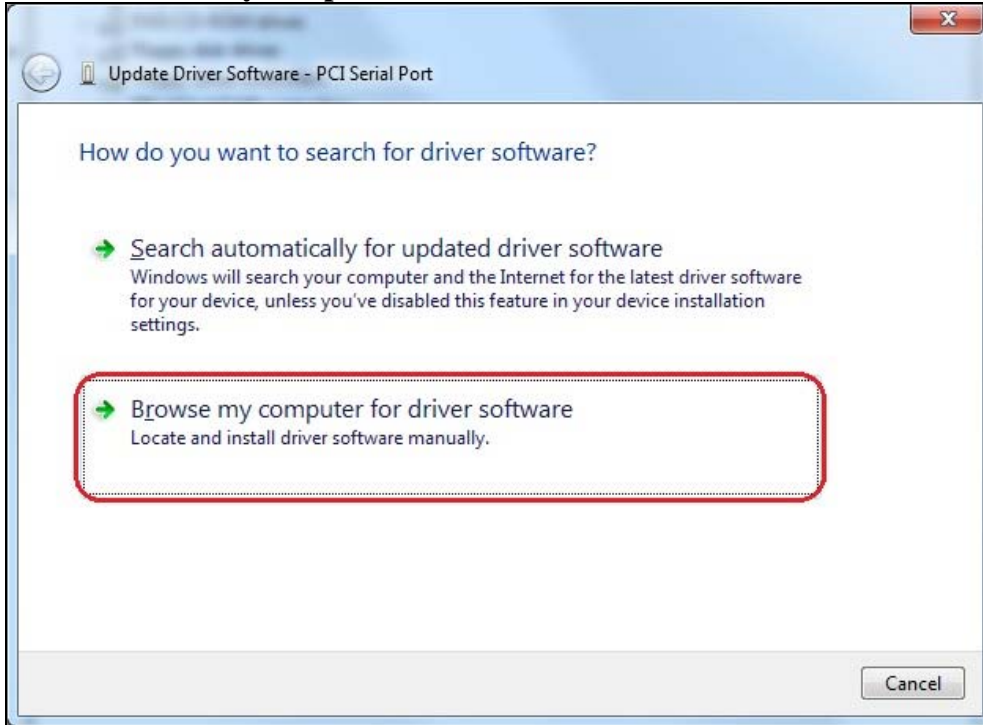 Update Driver Software - PCI Serial Port
How do you want to search for driver software?
Search automatically for updated driver software
Windows will search your computer and the Internet for the latest driver software
for your device, unless you've disabled this feature in your device installation
settings.
Browse my computer for driver software
Locate and install driver software manually.
Cancel